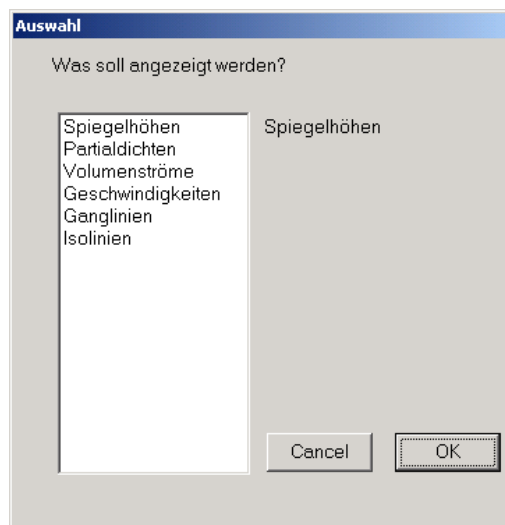 Auswahl
Was soll angezeigt werden?
Spiegelhöhen
Partialdichten
Volumenströme
Geschwindigkeiten
Ganglinien
Isolinien
Spiegelhöhen
Cancel
OK